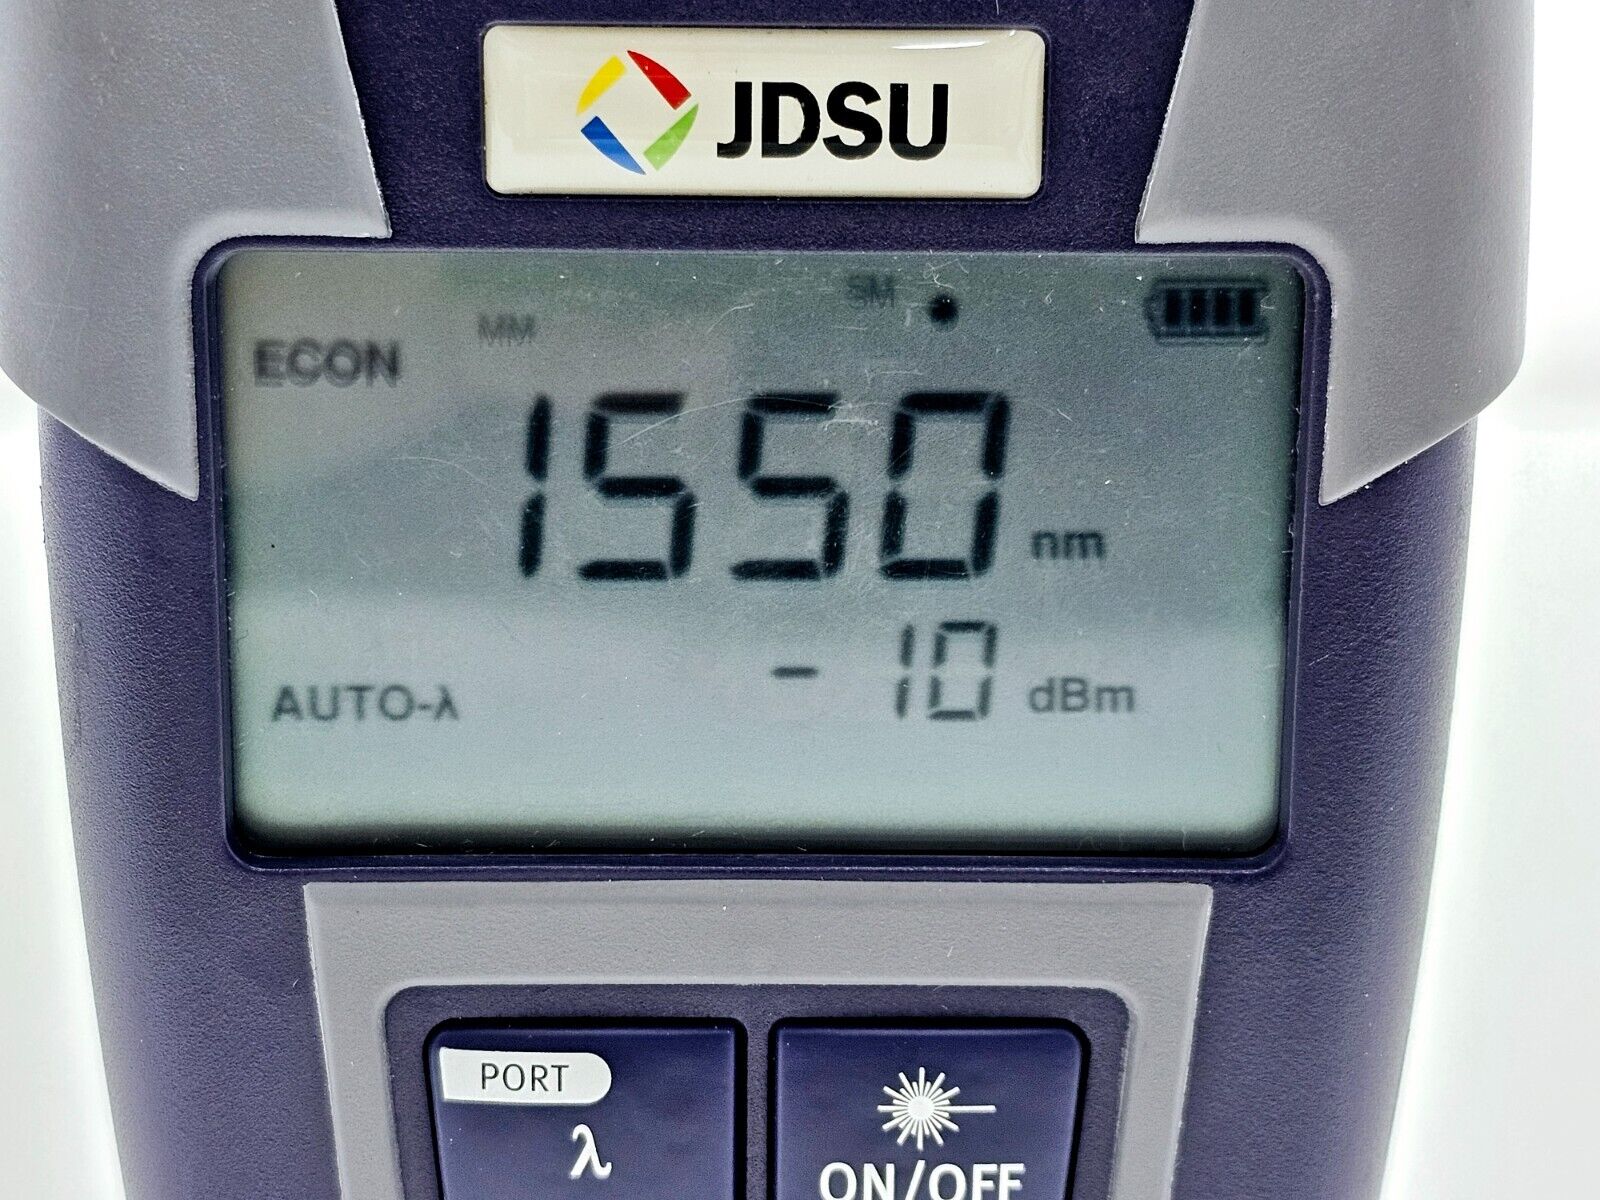 JDSU
SM
MM
ECON
1550 nm
-10 dBm
AUTO-λ
PORT
λ
ON/OFF